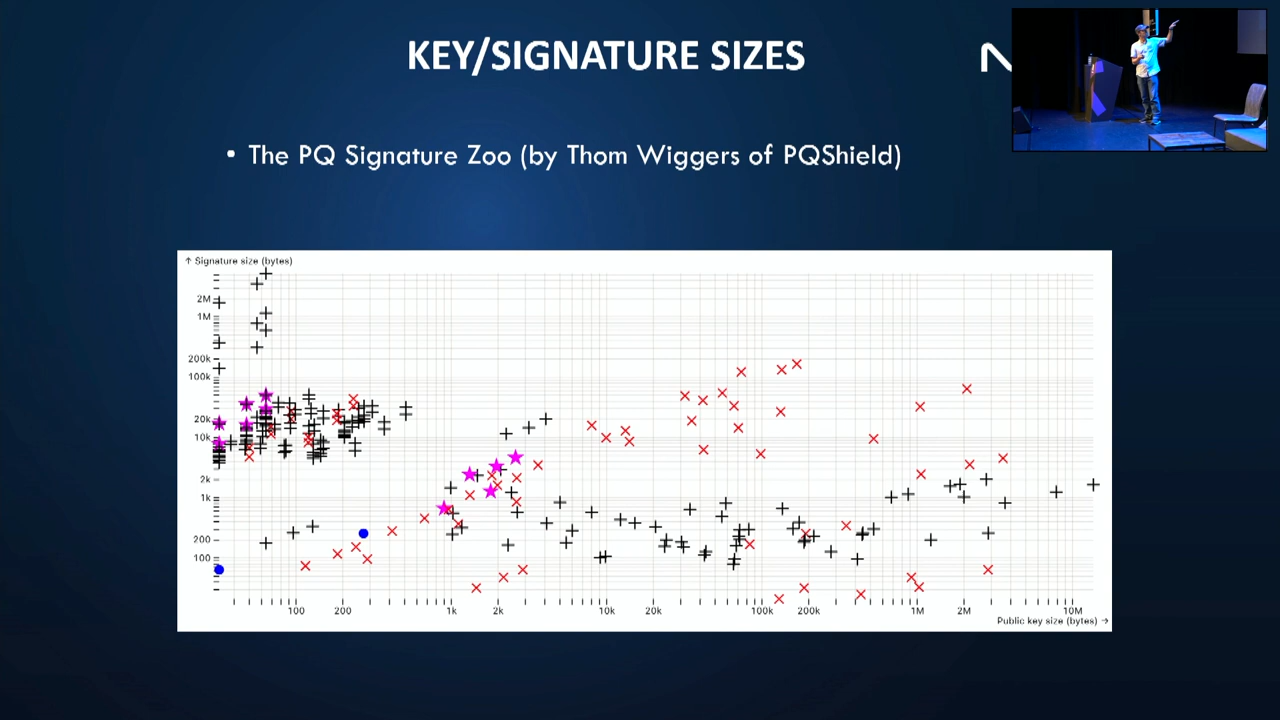 KEY/SIGNATURE SIZES
• The PQ Signature Zoo (by Thom Wiggers of PQShield)
↑ Signature size (bytes)
2M
1M
200k
100k
20k
10k
2k
1k
200
100
100 200 1k 2k 10k 20k 100k 200k 1M 2M 10M
Public key size (bytes) →